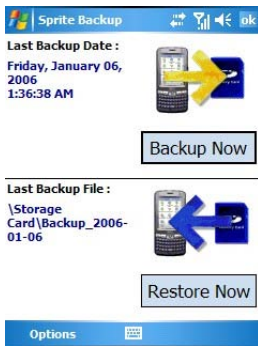 Sprite Backup
ok
Last Backup Date :
Friday, January 06,
2006
1:36:38 AM
Backup Now
Last Backup File :
\Storage
Card\Backup_2006-
01-06
Restore Now
Options